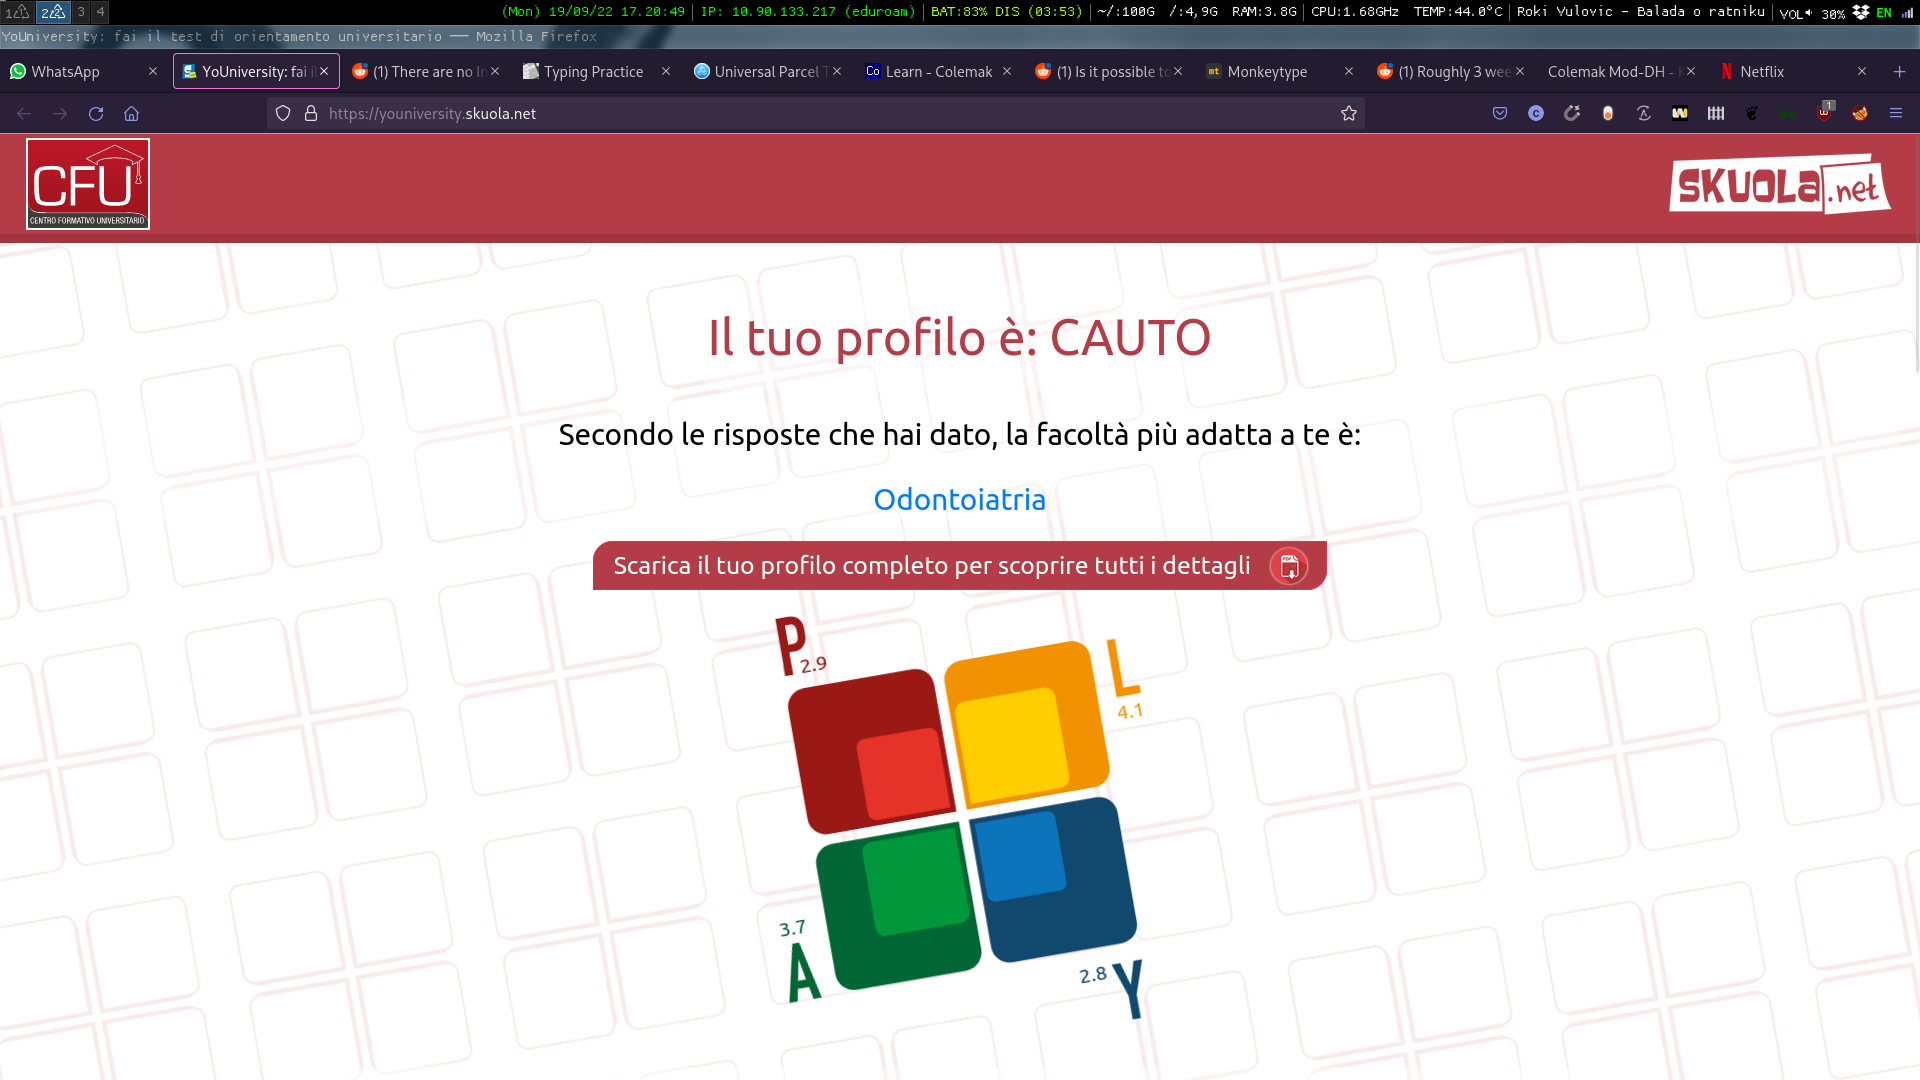 1 2 3 4 (Mon) 19/09/22 17.20:49 IP: 10.90.133.217 (eduroam) BAT:83% DIS (03:53) ~/:100G /:4,9G RAM:3.8G CPU:1.68GHz TEMP:44.0°C Roki Vulovic - Balada o ratniku VOL 30% EN
YoUniversity: fai il test di orientamento universitario — Mozilla Firefox
WhatsApp YoUniversity: fai il (1) There are no In Typing Practice Universal Parcel T Learn - Colemak (1) Is it possible to Monkeytype (1) Roughly 3 wee Colemak Mod-DH - Netflix
https://youniversity.skuola.net 1
CFU
CENTRO FORMATIVO UNIVERSITARIO
SKUOLA.net
Il tuo profilo è: CAUTO
Secondo le risposte che hai dato, la facoltà più adatta a te è:
Odontoiatria
Scarica il tuo profilo completo per scoprire tutti i dettagli
P 2.9
L 4.1
3.7 A
2.8 Y